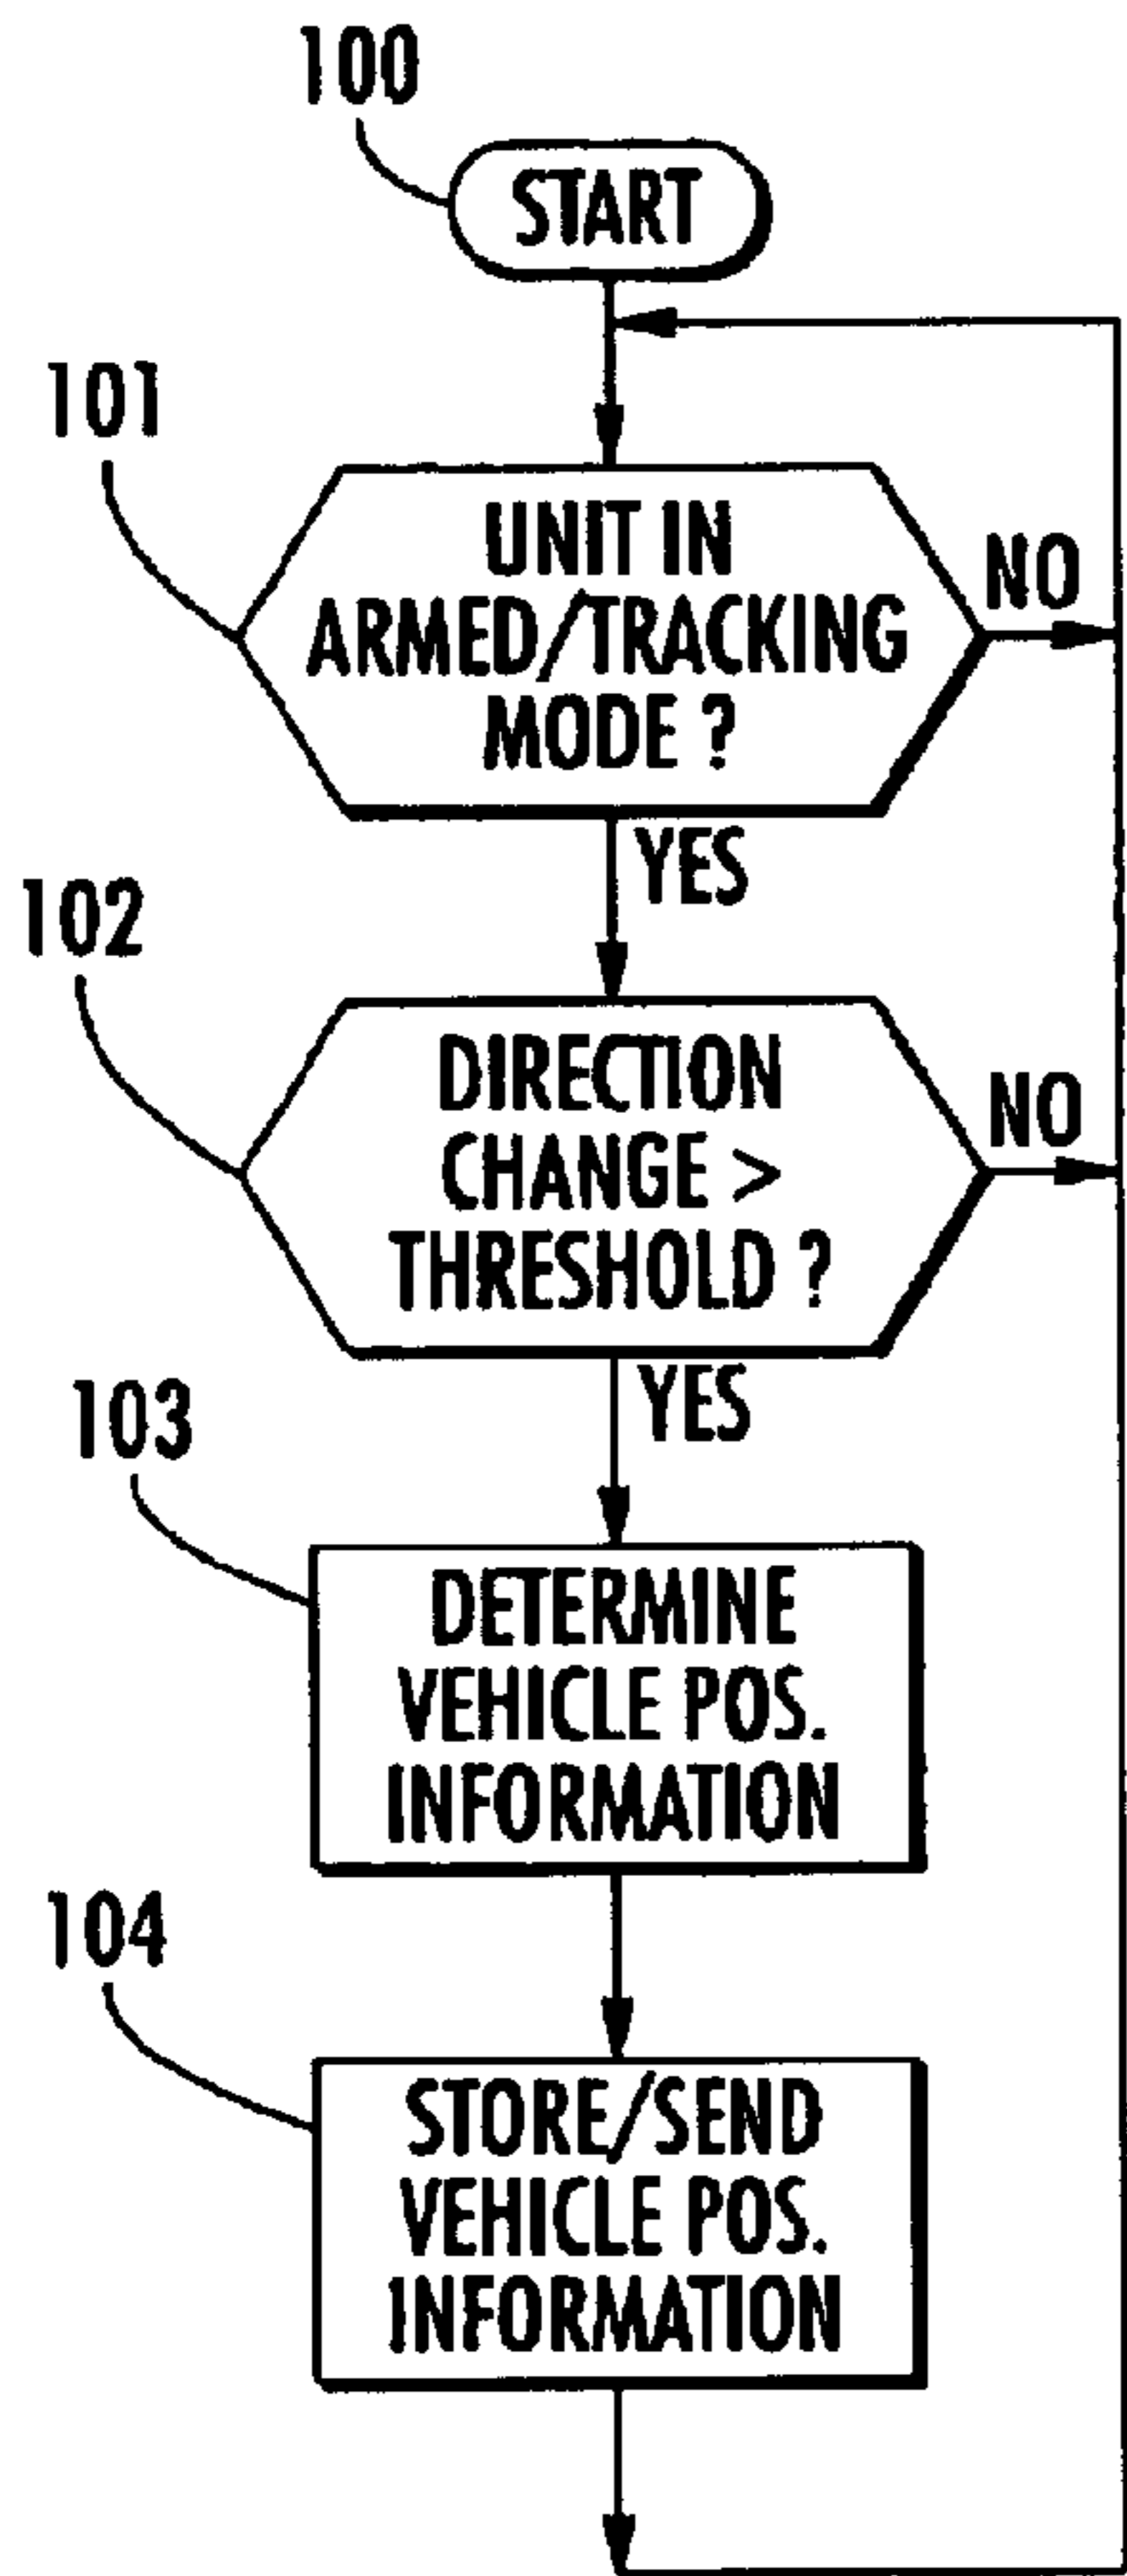 100
START
101
UNIT IN
ARMED/TRACKING
MODE ?
NO
YES
102
DIRECTION
CHANGE >
THRESHOLD ?
NO
YES
103
DETERMINE
VEHICLE POS.
INFORMATION
104
STORE/SEND
VEHICLE POS.
INFORMATION